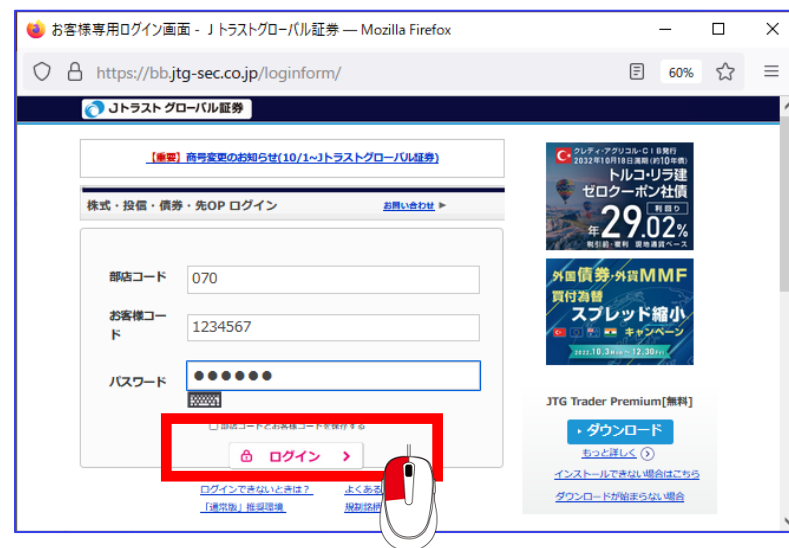 お客様専用ログイン画面 - Jトラストグローバル証券 — Mozilla Firefox
https://bb.jtg-sec.co.jp/loginform/
60%
Jトラスト グローバル証券
【重要】 商号変更のお知らせ(10/1~Jトラストグローバル証券)
株式・投信・債券・先OP ログイン
お問い合わせ
部店コード
070
お客様コー
ド
1234567
パスワード
部店コードとお客様コードを保存する
ログイン
ログインできないときは?
よくある
「通常版」推奨環境
規制銘柄
クレディ・アグリコル・CIB発行
2032年10月18日満期(約10年債)
トルコ・リラ建
ゼロクーポン社債
利回り
年29.02%
税引前・複利 現地通貨ベース
外国債券・外貨MMF
買付為替
スプレッド縮小
キャンペーン
2022.10.3Mon~12.30Fri
JTG Trader Premium[無料]
ダウンロード
もっと詳しく
インストールできない場合はこちら
ダウンロードが始まらない場合